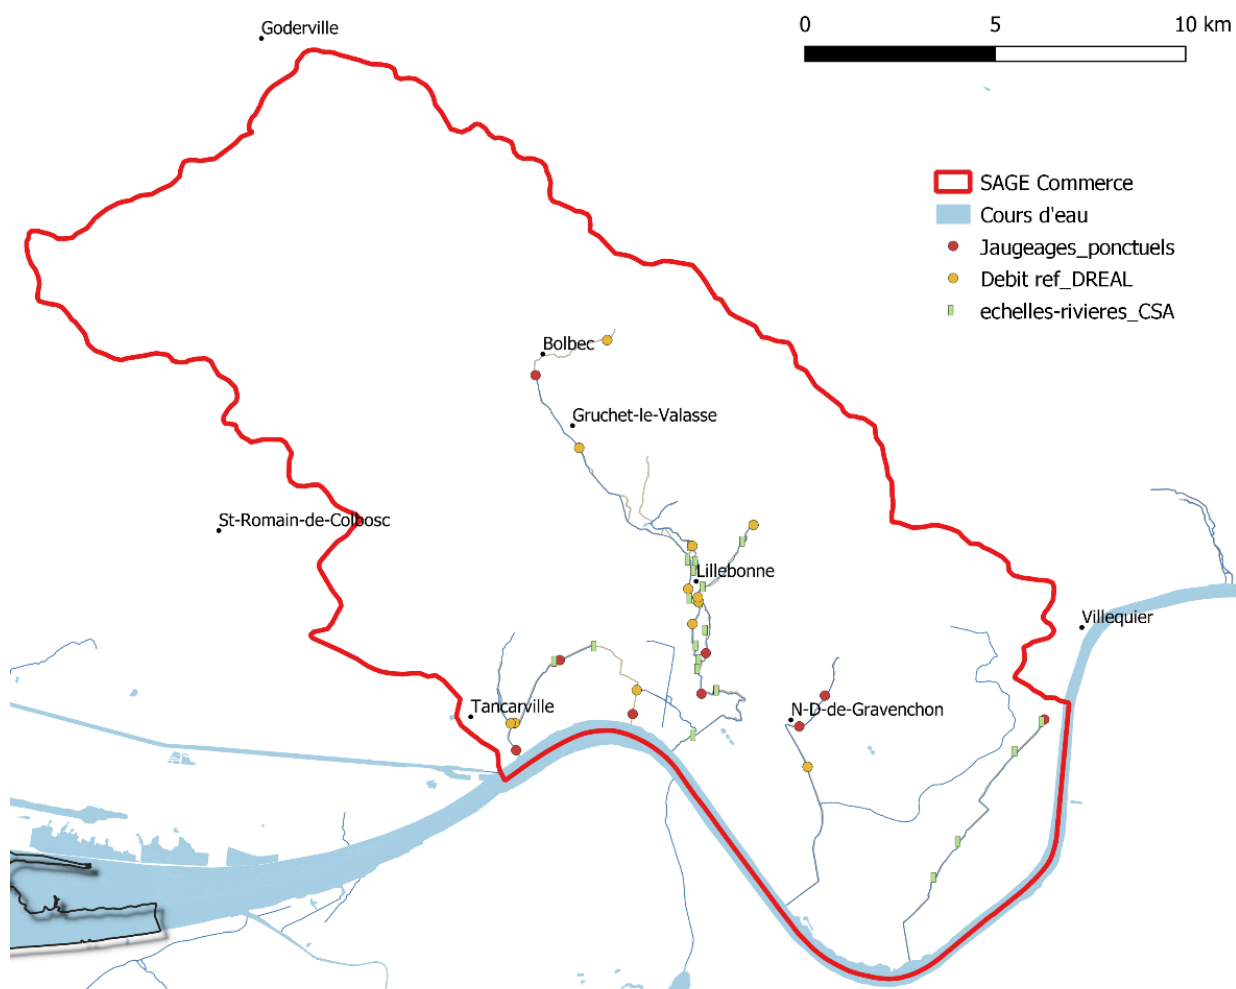 Goderville
0 5 10 km
SAGE Commerce
Cours d'eau
Jaugeages_ponctuels
Debit ref_DREAL
echelles-rivieres_CSA
Bolbec
Gruchet-le-Valasse
St-Romain-de-Colbosc
Lillebonne
Villequier
Tancarville
N-D-de-Gravenchon